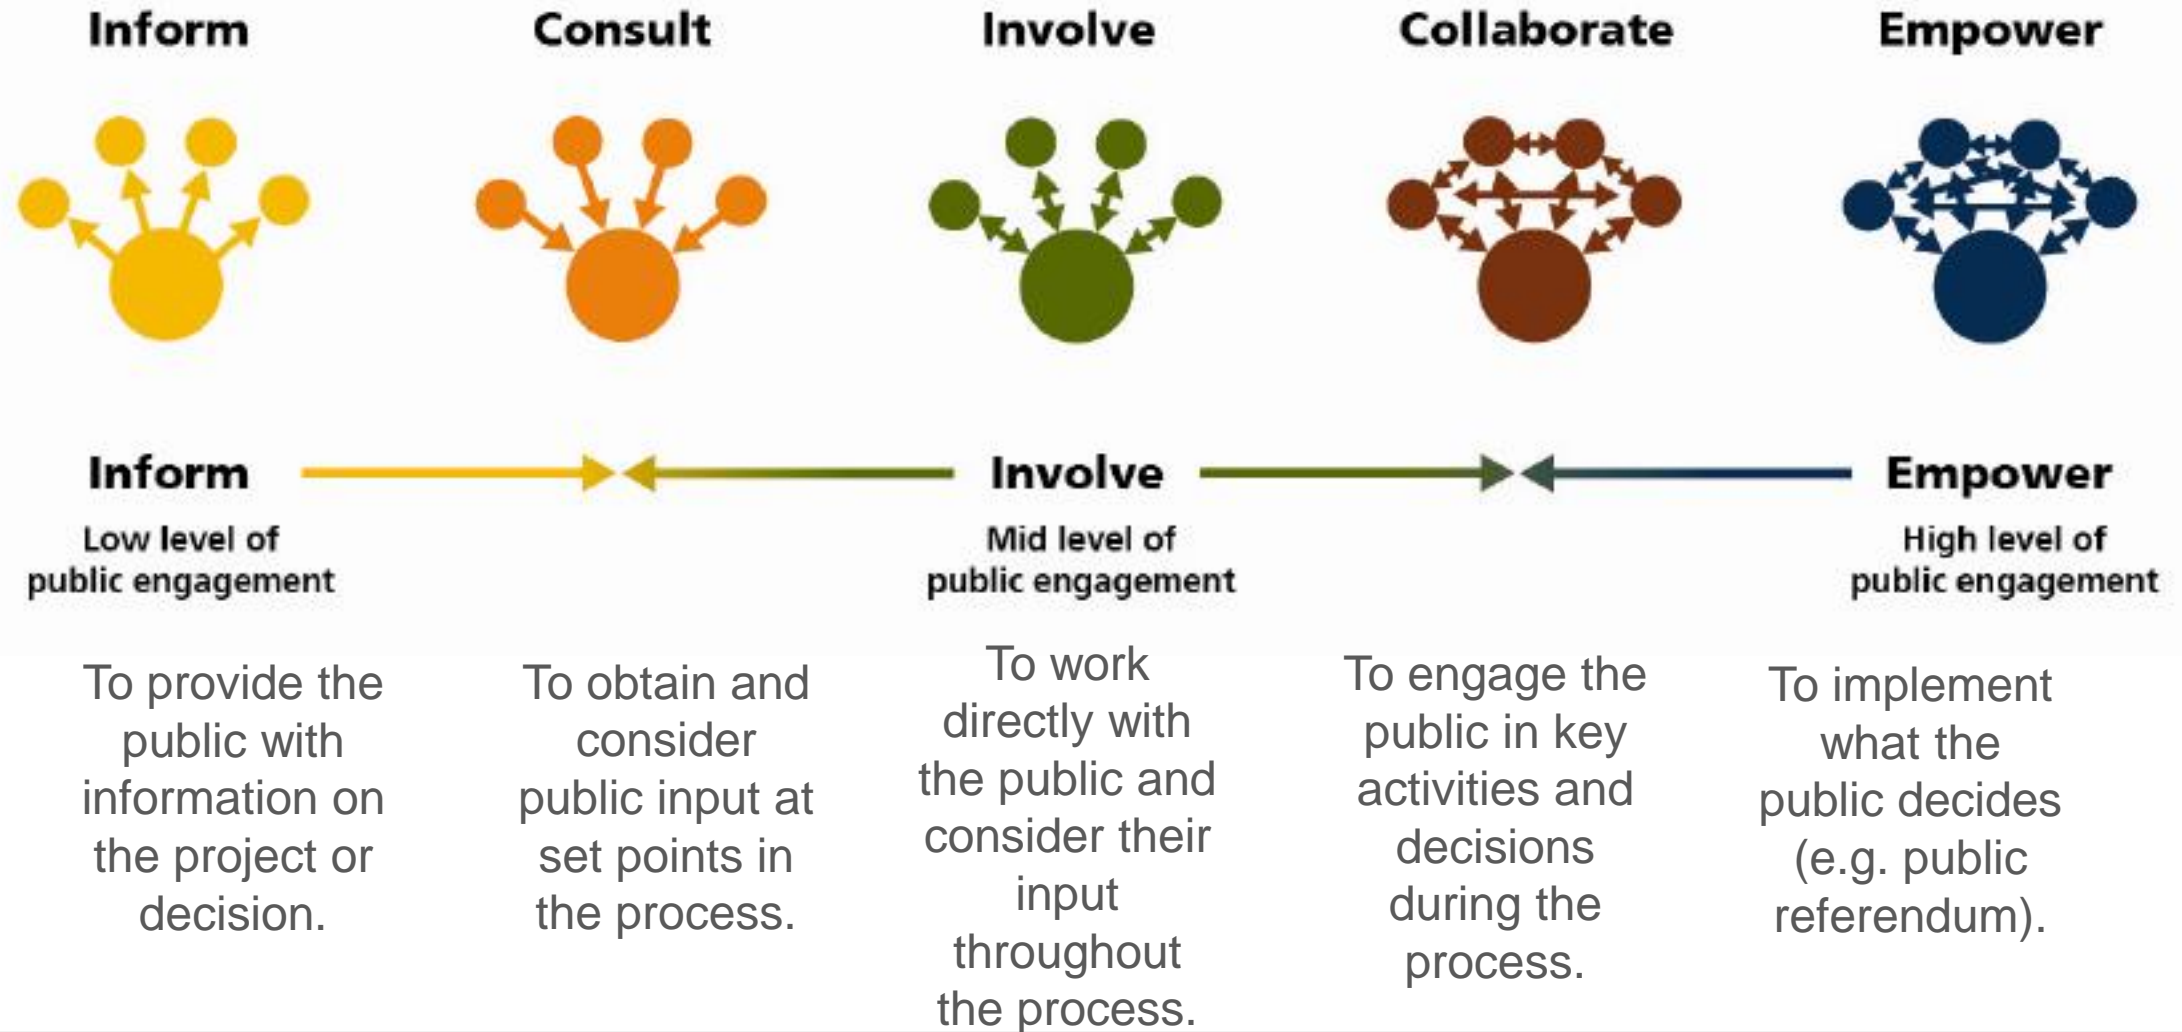 Inform
Consult
Involve
Collaborate
Empower
Inform
Involve
Empower
Low level of
public engagement
Mid level of
public engagement
High level of
public engagement
To provide the
public with
information on
the project or
decision.
To obtain and
consider
public input at
set points in
the process.
To work
directly with
the public and
consider their
input
throughout
the process.
To engage the
public in key
activities and
decisions
during the
process.
To implement
what the
public decides
(e.g. public
referendum).